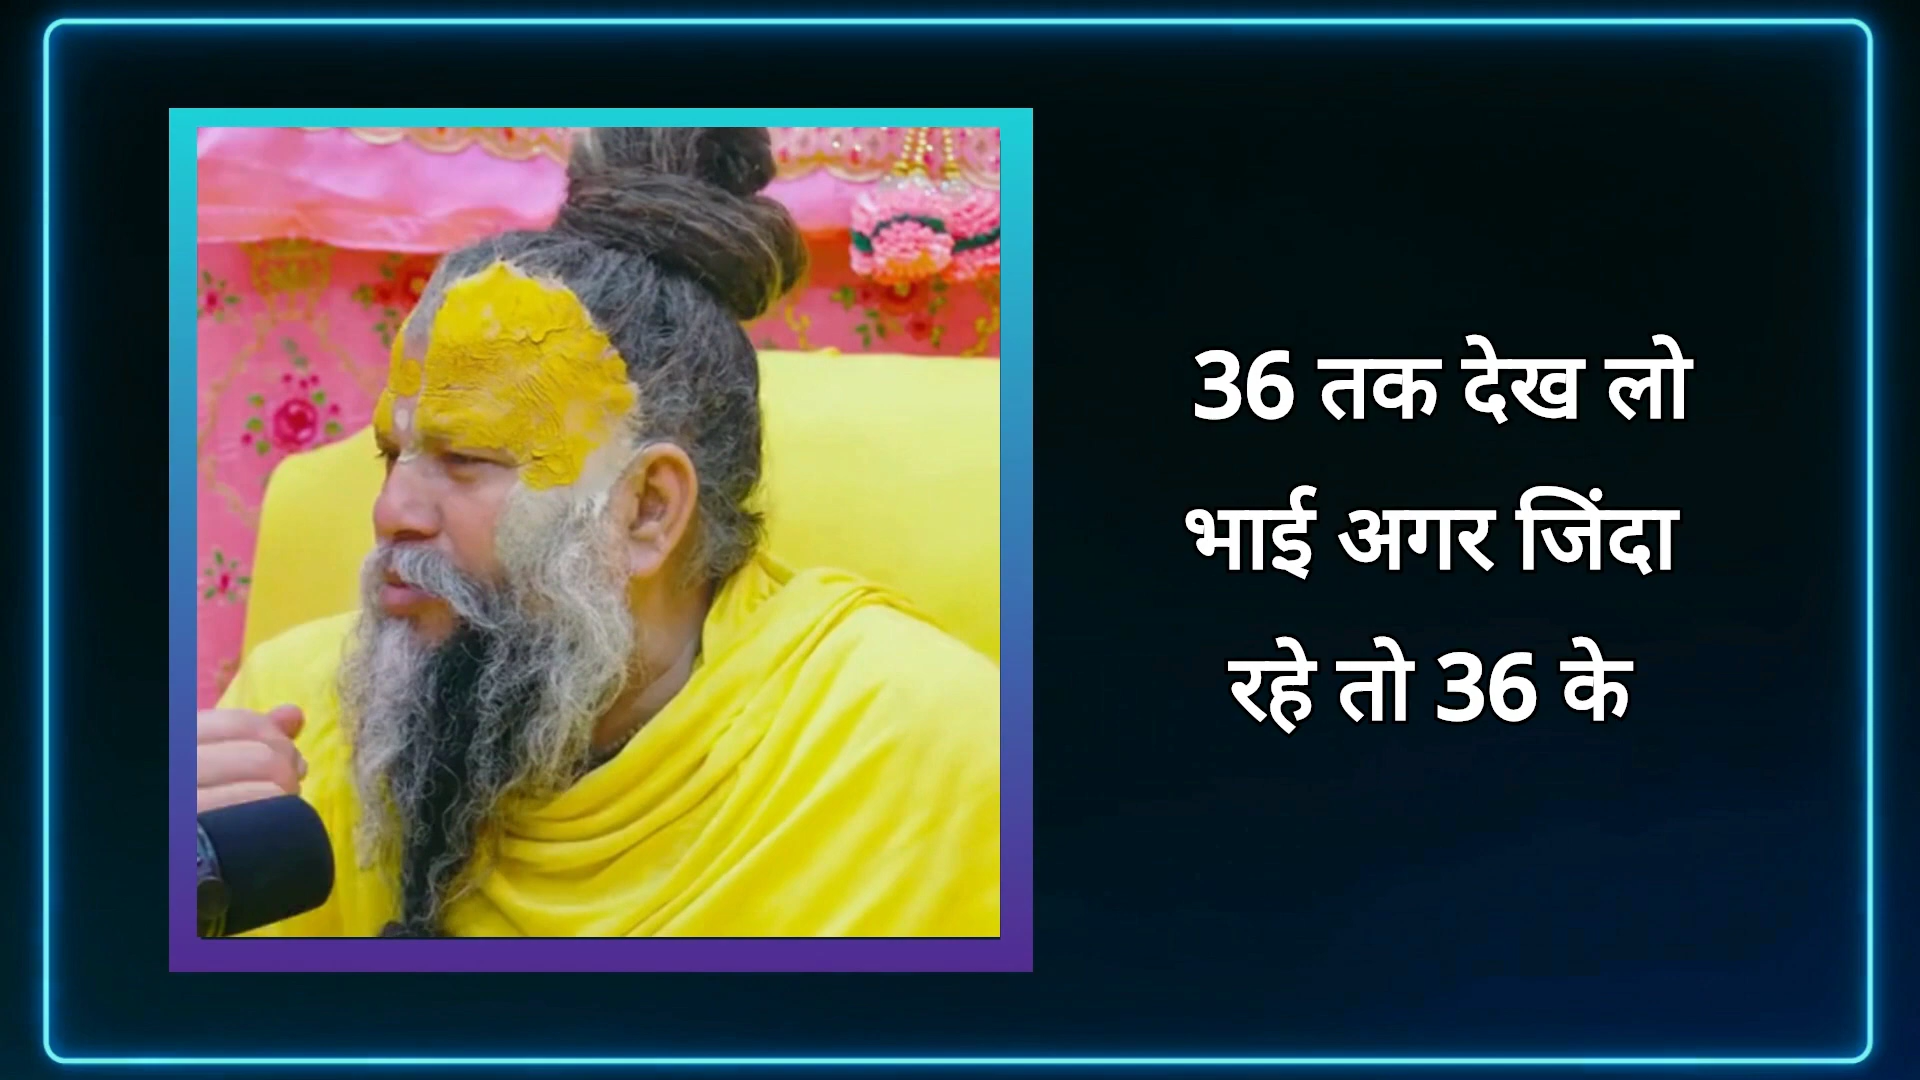 36 तक देख लो
भाई अगर जिंदा
रहे तो 36 के